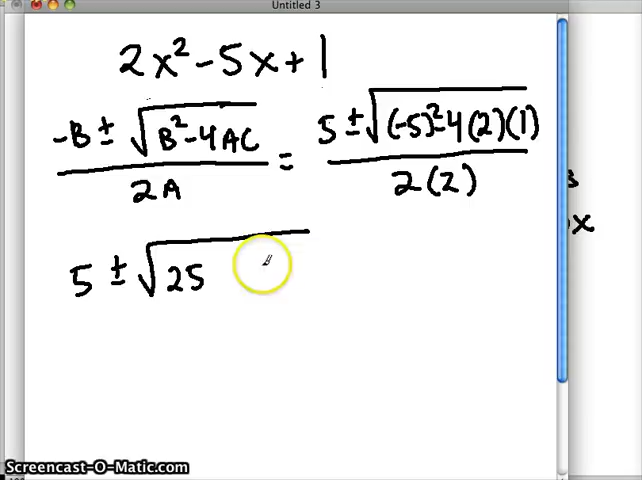 Untitled 3
2x² - 5x + 1
-B ± √(B² - 4AC) / 2A = 5 ± √((-5)² - 4(2)(1)) / 2(2)
5 ± √25
x
Screencast-O-Matic.com